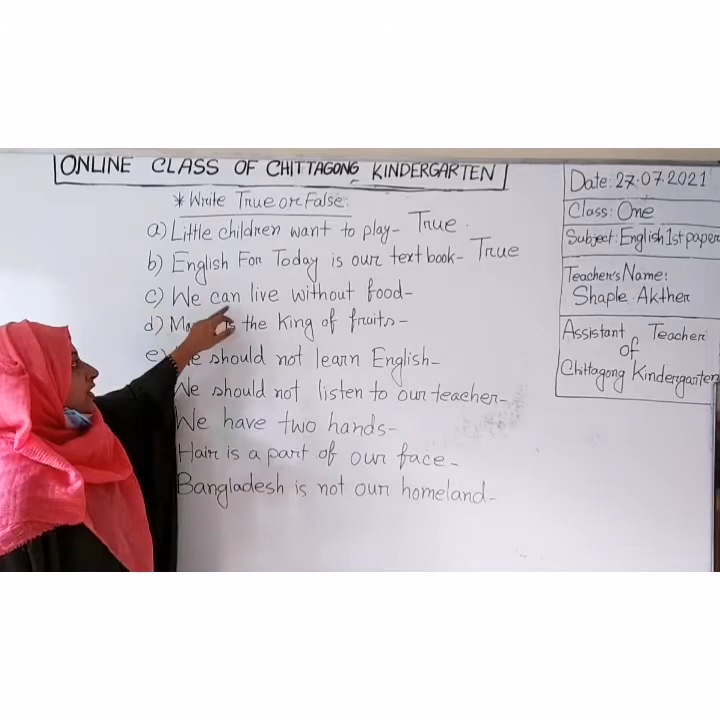 ONLINE CLASS OF CHITTAGONG KINDERGARTEN
* Write True or False:
a) Little children want to play- True.
b) English For Today is our text book- True
c) We can live without food-
d) is the King of fruits-
e) should not learn English-
We should not listen to our teacher-
We have two hands-
Hair is a part of our face-
Bangladesh is not our homeland-
Date: 27.07.2021
Class: One
Subject: English 1st paper
Teacher's Name:
Shaple Akther
Assistant Teacher
of
Chittagong Kindergarten